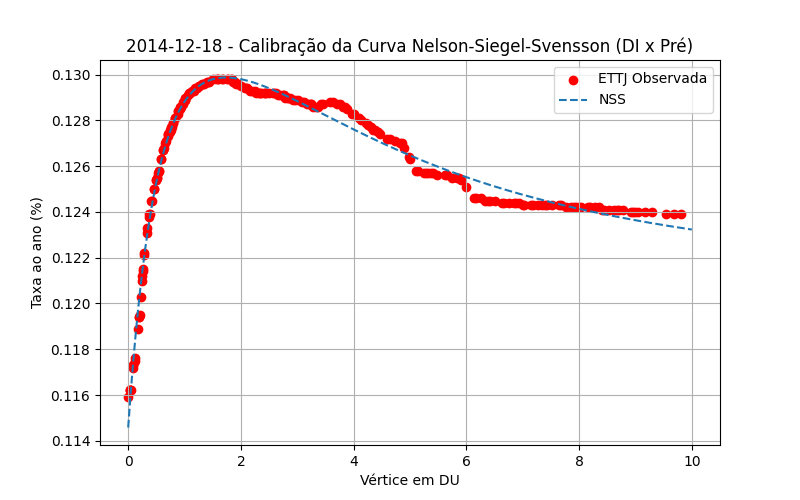 2014-12-18 - Calibração da Curva Nelson-Siegel-Svensson (DI x Pré)
ETTJ Observada
NSS
Taxa ao ano (%)
0.130
0.128
0.126
0.124
0.122
0.120
0.118
0.116
0.114
0 2 4 6 8 10
Vértice em DU